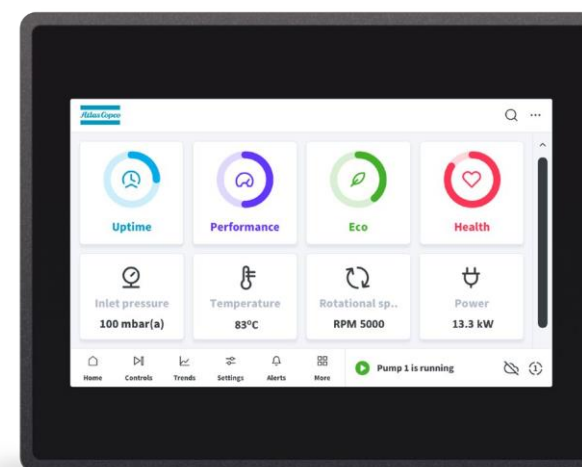 Atlas Copco
Uptime
Performance
Eco
Health
Inlet pressure
100 mbar(a)
Temperature
83°C
Rotational sp..
RPM 5000
Power
13.3 kW
Home
Controls
Trends
Settings
Alerts
More
Pump 1 is running
1